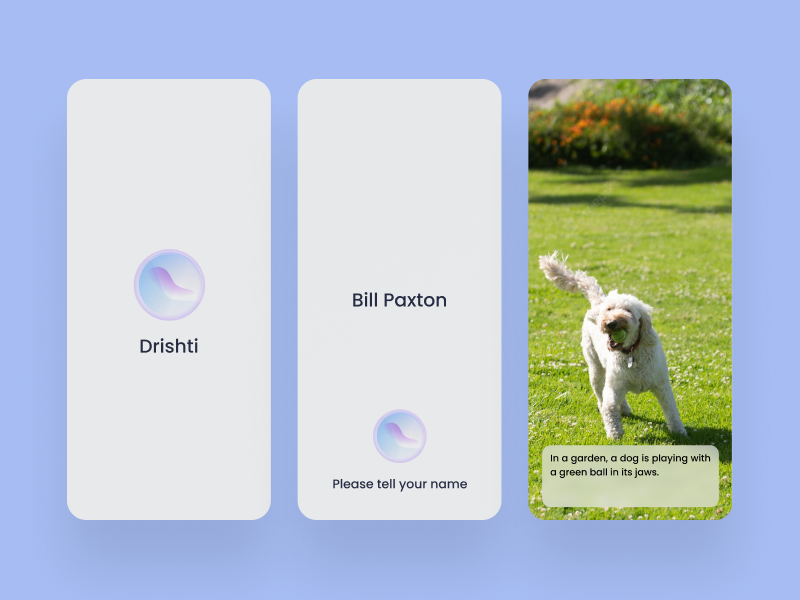 Drishti
Bill Paxton
Please tell your name
In a garden, a dog is playing with
a green ball in its jaws.